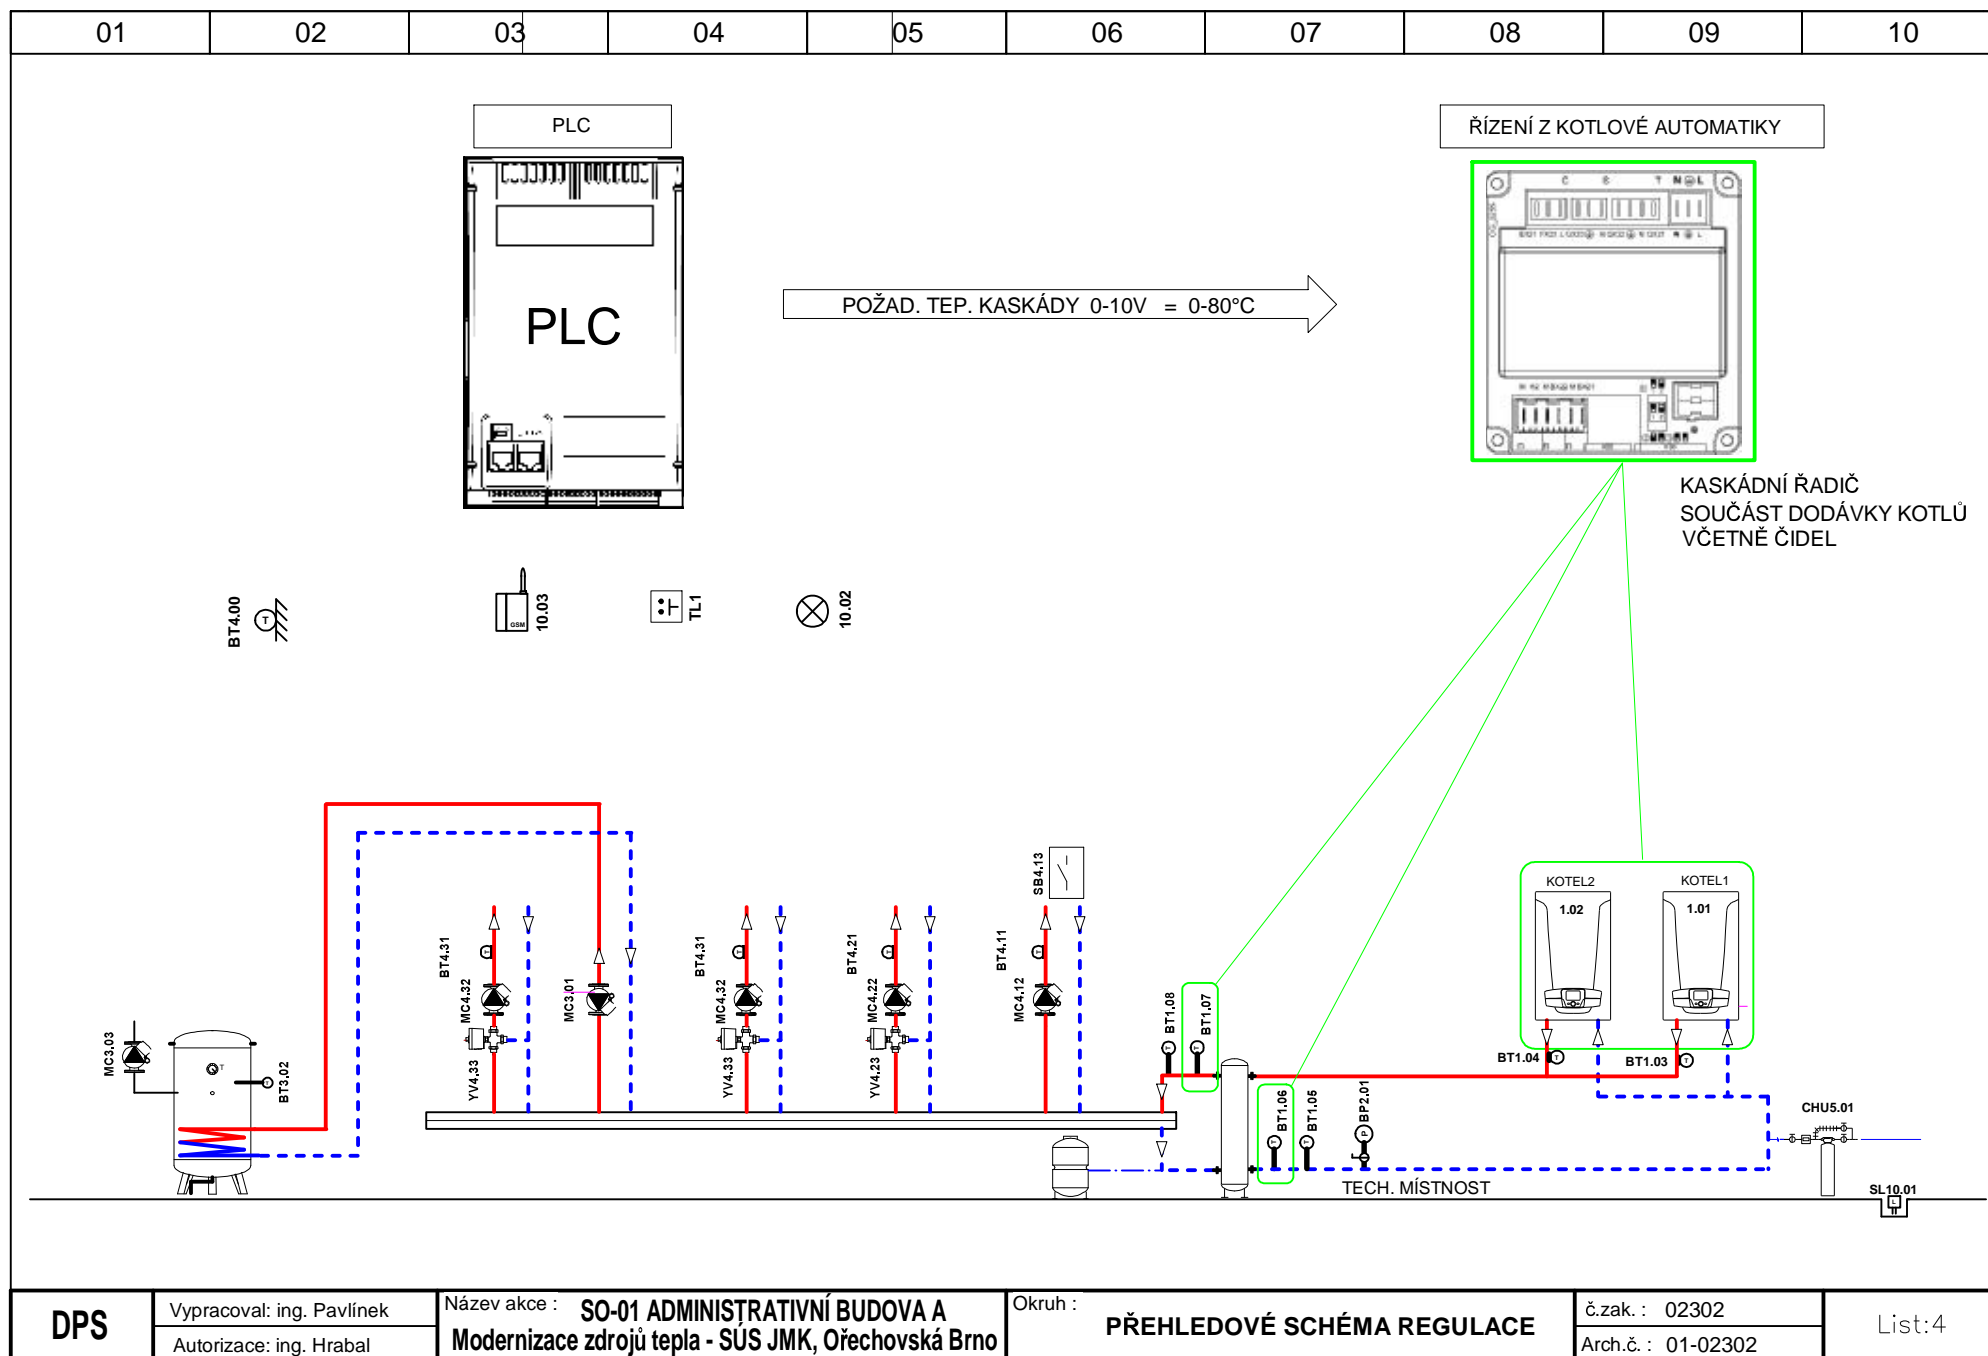 01 02 03 04 05 06 07 08 09 10
PLC
ŘÍZENÍ Z KOTLOVÉ AUTOMATIKY
C S T N L
PLC
POŽAD. TEP. KASKÁDY 0-10V = 0-80°C
KASKÁDNÍ ŘADIČ
SOUČÁST DODÁVKY KOTLŮ
VČETNĚ ČIDEL
BT4.00
T
GSM
10.03
TL1
10.02
SB4.13
KOTEL2
KOTEL1
1.02
1.01
BT4.31
BT4.31
BT4.21
BT4.11
MC4.32
MC3.01
MC4.32
MC4.22
MC4.12
BT1.08
BT1.07
MC3.03
BT3.02
YV4.33
YV4.33
YV4.23
BT1.04
BT1.03
BT1.06
BT1.05
BP2.01
CHU5.01
TECH. MÍSTNOST
SL10.01
L
DPS
Vypracoval: ing. Pavlínek
Autorizace: ing. Hrabal
Název akce :
SO-01 ADMINISTRATIVNÍ BUDOVA A
Modernizace zdrojů tepla - SÚS JMK, Ořechovská Brno
Okruh :
PŘEHLEDOVÉ SCHÉMA REGULACE
č.zak. : 02302
Arch.č. : 01-02302
List:4